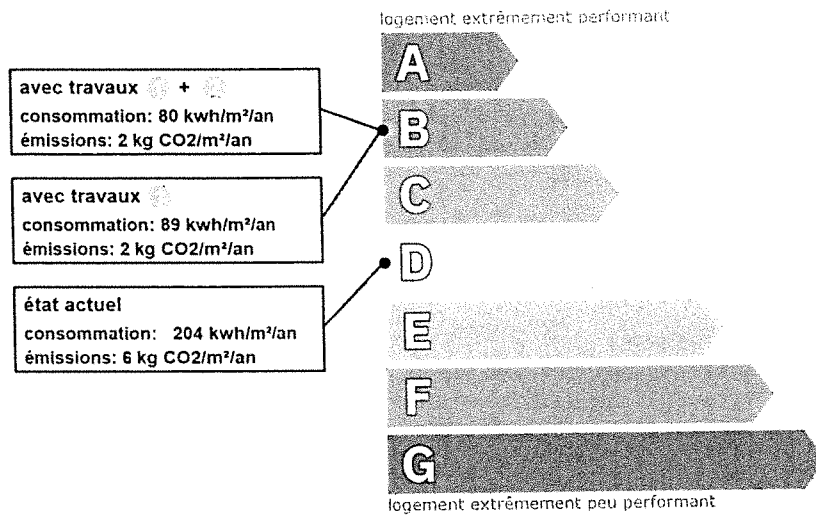 logement extrêmement performant
A
avec travaux +
consommation: 80 kwh/m²/an
émissions: 2 kg CO2/m²/an
B
avec travaux
consommation: 89 kwh/m²/an
émissions: 2 kg CO2/m²/an
C
D
état actuel
consommation: 204 kwh/m²/an
émissions: 6 kg CO2/m²/an
E
F
G
logement extrêmement peu performant